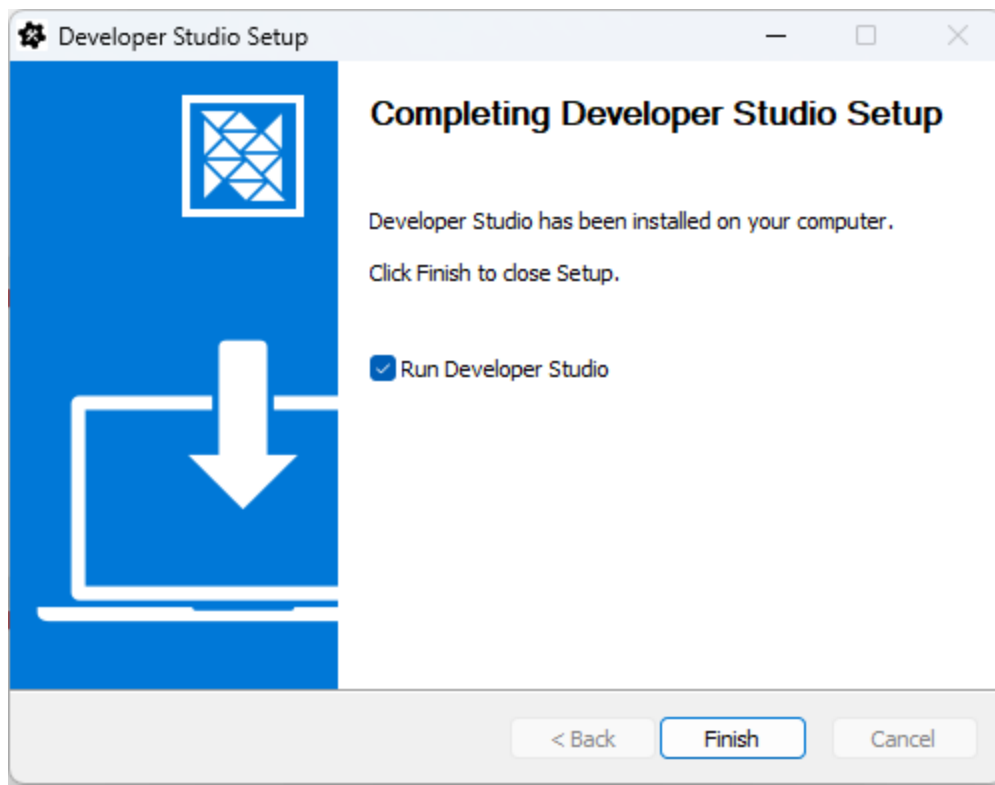 Developer Studio Setup
Completing Developer Studio Setup
Developer Studio has been installed on your computer.
Click Finish to close Setup.
Run Developer Studio
< Back
Finish
Cancel